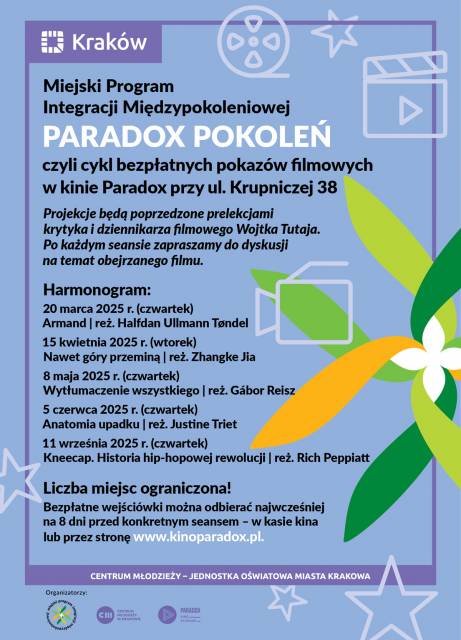 Kraków
Miejski Program
Integracji Międzypokoleniowej
PARADOX POKOLEŃ
czyli cykl bezpłatnych pokazów filmowych
w kinie Paradox przy ul. Krupniczej 38
Projekcje będą poprzedzone prelekcjami
krytyka i dziennikarza filmowego Wojtka Tutaja.
Po każdym seansie zapraszamy do dyskusji
na temat obejrzanego filmu.
Harmonogram:
20 marca 2025 r. (czwartek)
Armand | reż. Halfdan Ullmann Tøndel
15 kwietnia 2025 r. (wtorek)
Nawet góry przeminą | reż. Zhangke Jia
8 maja 2025 r. (czwartek)
Wytłumaczenie wszystkiego | reż. Gábor Reisz
5 czerwca 2025 r. (czwartek)
Anatomia upadku | reż. Justine Triet
11 września 2025 r. (czwartek)
Kneecap. Historia hip-hopowej rewolucji | reż. Rich Peppiatt
Liczba miejsc ograniczona!
Bezpłatne wejściówki można odbierać najwcześniej
na 8 dni przed konkretnym seansem – w kasie kina
lub przez stronę www.kinoparadox.pl.
CENTRUM MŁODZIEŻY – JEDNOSTKA OŚWIATOWA MIASTA KRAKOWA
Organizatorzy:
PARADOX